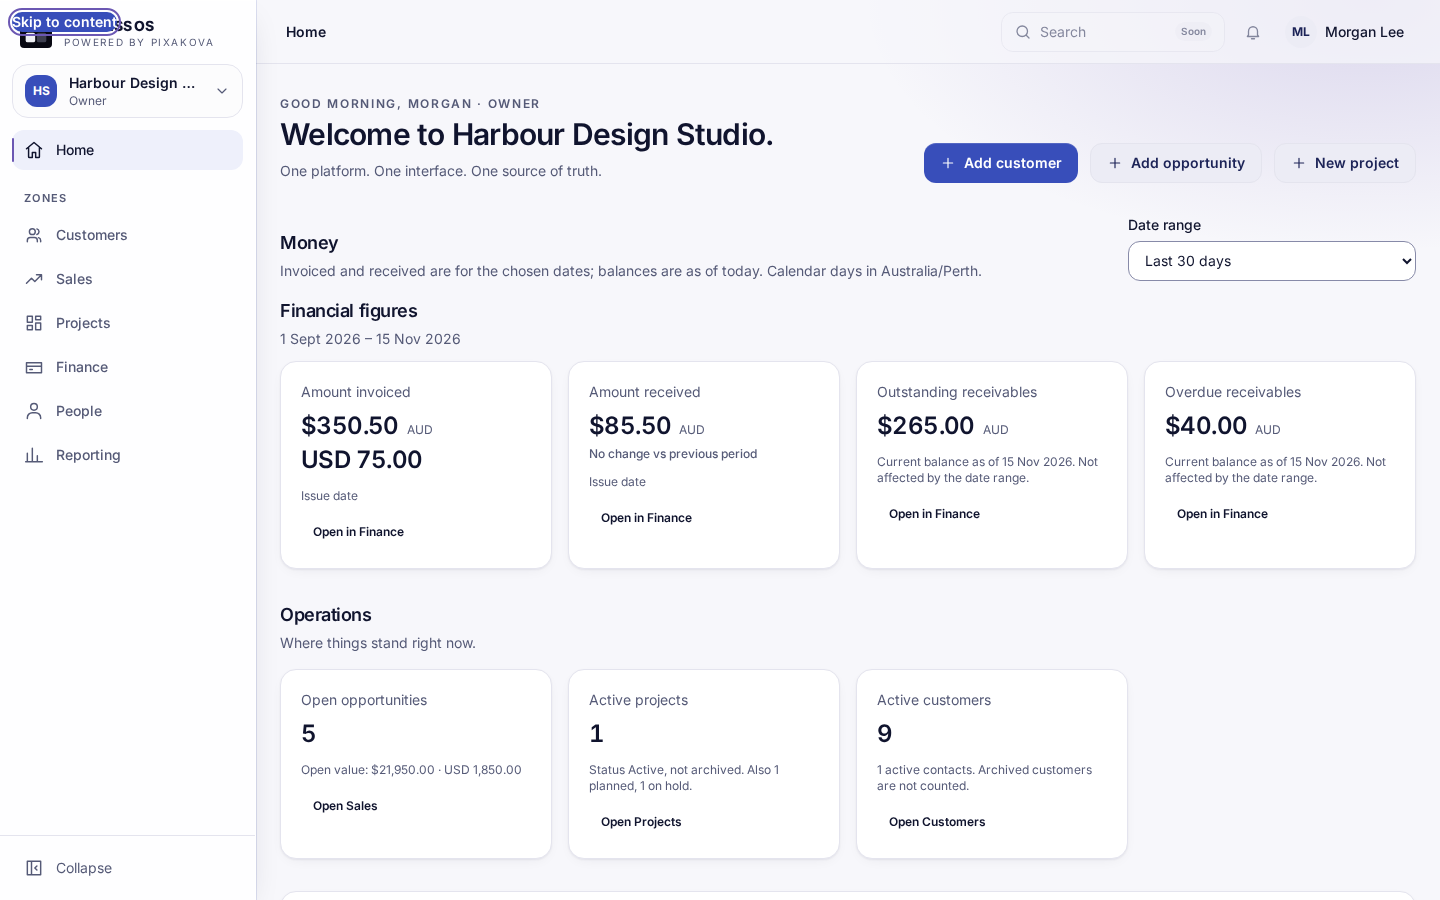 Skip to content
ssos
POWERED BY PIXAKOVA
HS
Harbour Design ...
Owner
Home
ZONES
Customers
Sales
Projects
Finance
People
Reporting
Collapse
Home
Search
Soon
ML
Morgan Lee
GOOD MORNING, MORGAN · OWNER
Welcome to Harbour Design Studio.
One platform. One interface. One source of truth.
Add customer
Add opportunity
New project
Money
Invoiced and received are for the chosen dates; balances are as of today. Calendar days in Australia/Perth.
Date range
Last 30 days
Financial figures
1 Sept 2026 – 15 Nov 2026
Amount invoiced
$350.50 AUD
USD 75.00
Issue date
Open in Finance
Amount received
$85.50 AUD
No change vs previous period
Issue date
Open in Finance
Outstanding receivables
$265.00 AUD
Current balance as of 15 Nov 2026. Not
affected by the date range.
Open in Finance
Overdue receivables
$40.00 AUD
Current balance as of 15 Nov 2026. Not
affected by the date range.
Open in Finance
Operations
Where things stand right now.
Open opportunities
5
Open value: $21,950.00 · USD 1,850.00
Open Sales
Active projects
1
Status Active, not archived. Also 1
planned, 1 on hold.
Open Projects
Active customers
9
1 active contacts. Archived customers
are not counted.
Open Customers